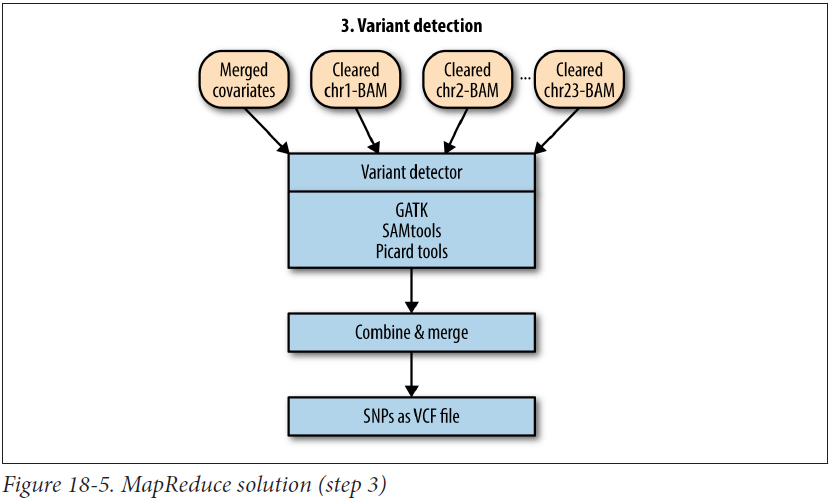 3. Variant detection
Merged
covariates
Cleared
chr1-BAM
Cleared
chr2-BAM
...
Cleared
chr23-BAM
Variant detector
GATK
SAMtools
Picard tools
Combine & merge
SNPs as VCF file
Figure 18-5. MapReduce solution (step 3)